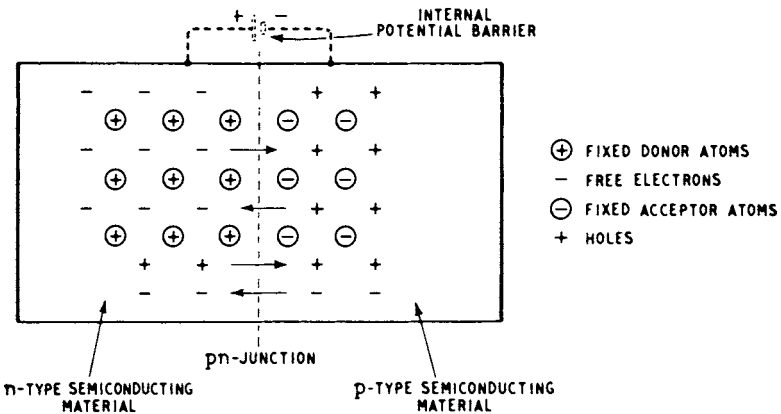 INTERNAL
POTENTIAL BARRIER
+ -
- - - + +
⊕ ⊕ ⊕ ⊖ ⊖
- - - → + +
⊕ ⊕ ⊕ ⊖ ⊖
- - - ← + +
⊕ ⊕ ⊕ ⊖ ⊖
+ + → + +
- - ← - -
⊕ FIXED DONOR ATOMS
- FREE ELECTRONS
⊖ FIXED ACCEPTOR ATOMS
+ HOLES
pn-JUNCTION
n-TYPE SEMICONDUCTING
MATERIAL
p-TYPE SEMICONDUCTING
MATERIAL